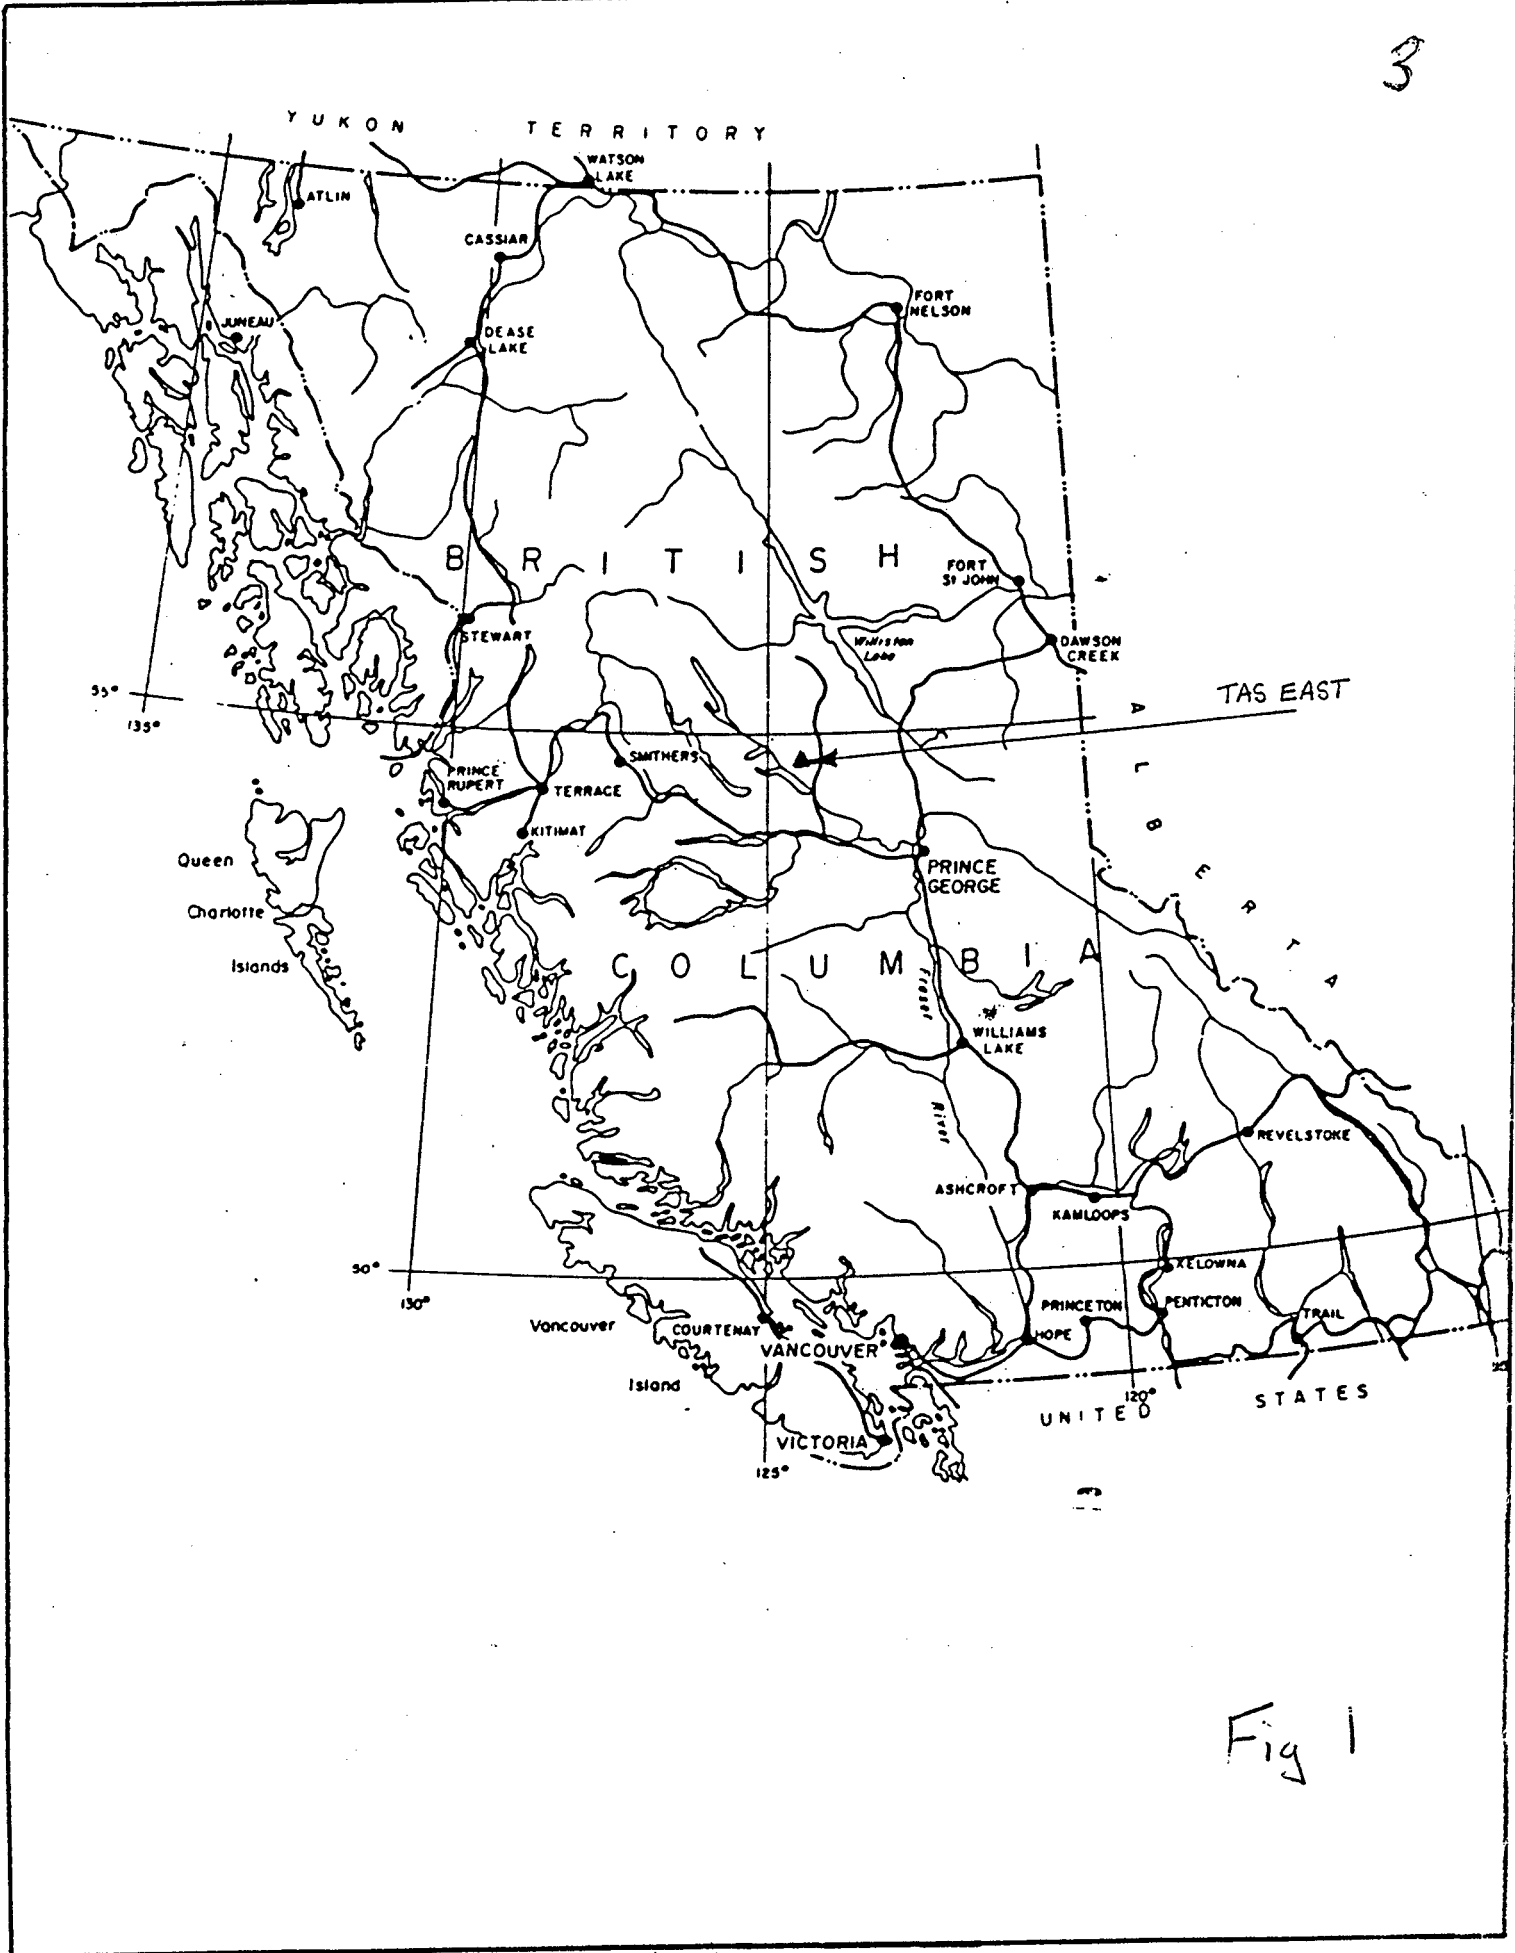 3
YUKON TERRITORY
WATSON
LAKE
ATLIN
CASSIAR
FORT
NELSON
JUNEAU
DEASE
LAKE
BRITISH
FORT
St JOHN
STEWART
Williston
Lake
DAWSON
CREEK
TAS EAST
55°
135°
ALBERTA
SMITHERS
PRINCE
RUPERT
TERRACE
KITIMAT
Queen
Charlotte
Islands
PRINCE
GEORGE
COLUMBIA
Fraser
River
WILLIAMS
LAKE
REVELSTOKE
ASHCROFT
KAMLOOPS
50°
130°
KELOWNA
PRINCETON
PENTICTON
TRAIL
Vancouver
Island
COURTENAY
VANCOUVER
HOPE
120°
UNITED STATES
VICTORIA
125°
Fig 1